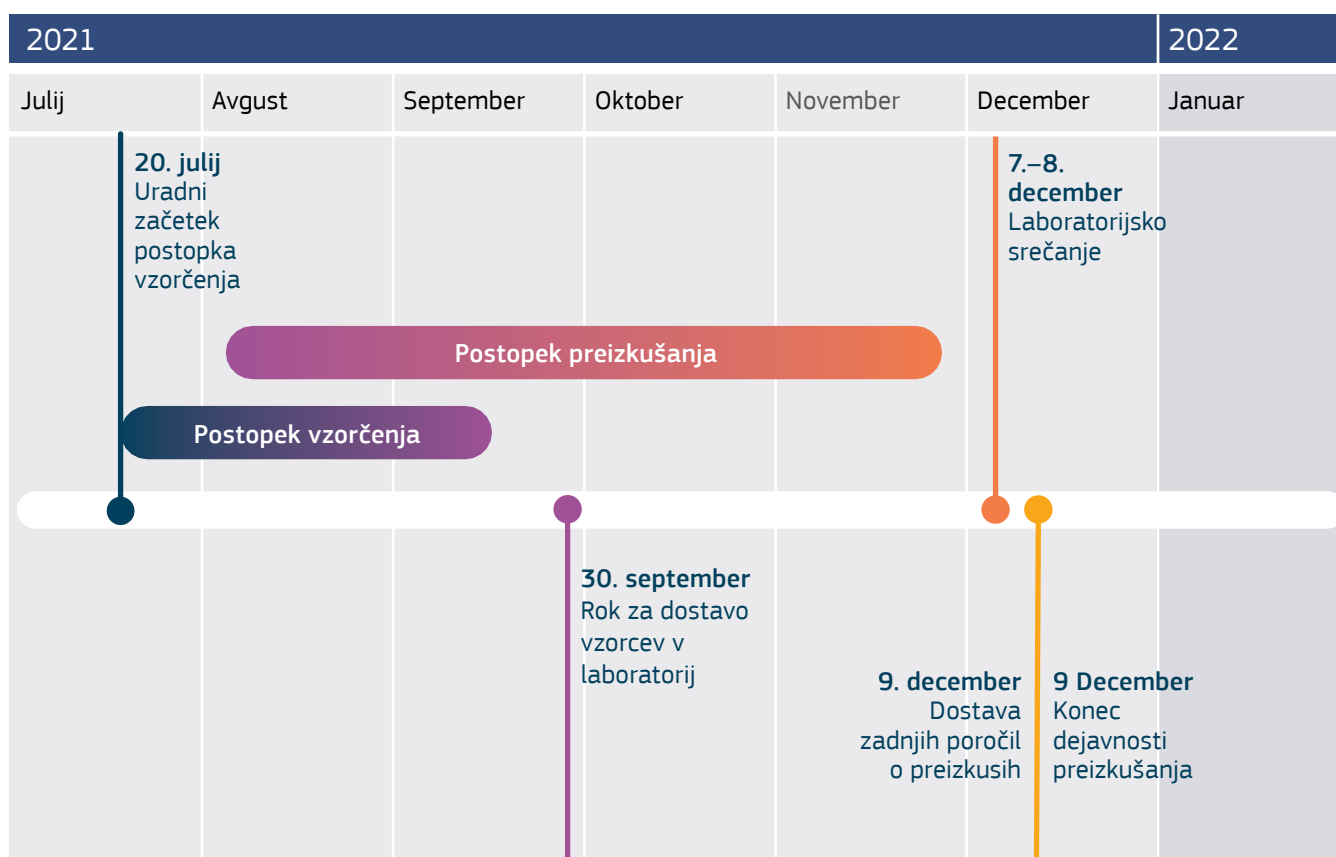 2021
2022
Julij
Avgust
September
Oktober
November
December
Januar
20. julij
Uradni
začetek
postopka
vzorčenja
7.–8.
december
Laboratorijsko
srečanje
Postopek preizkušanja
Postopek vzorčenja
30. september
Rok za dostavo
vzorcev v
laboratorij
9. december
Dostava
zadnjih poročil
o preizkusih
9 December
Konec
dejavnosti
preizkušanja